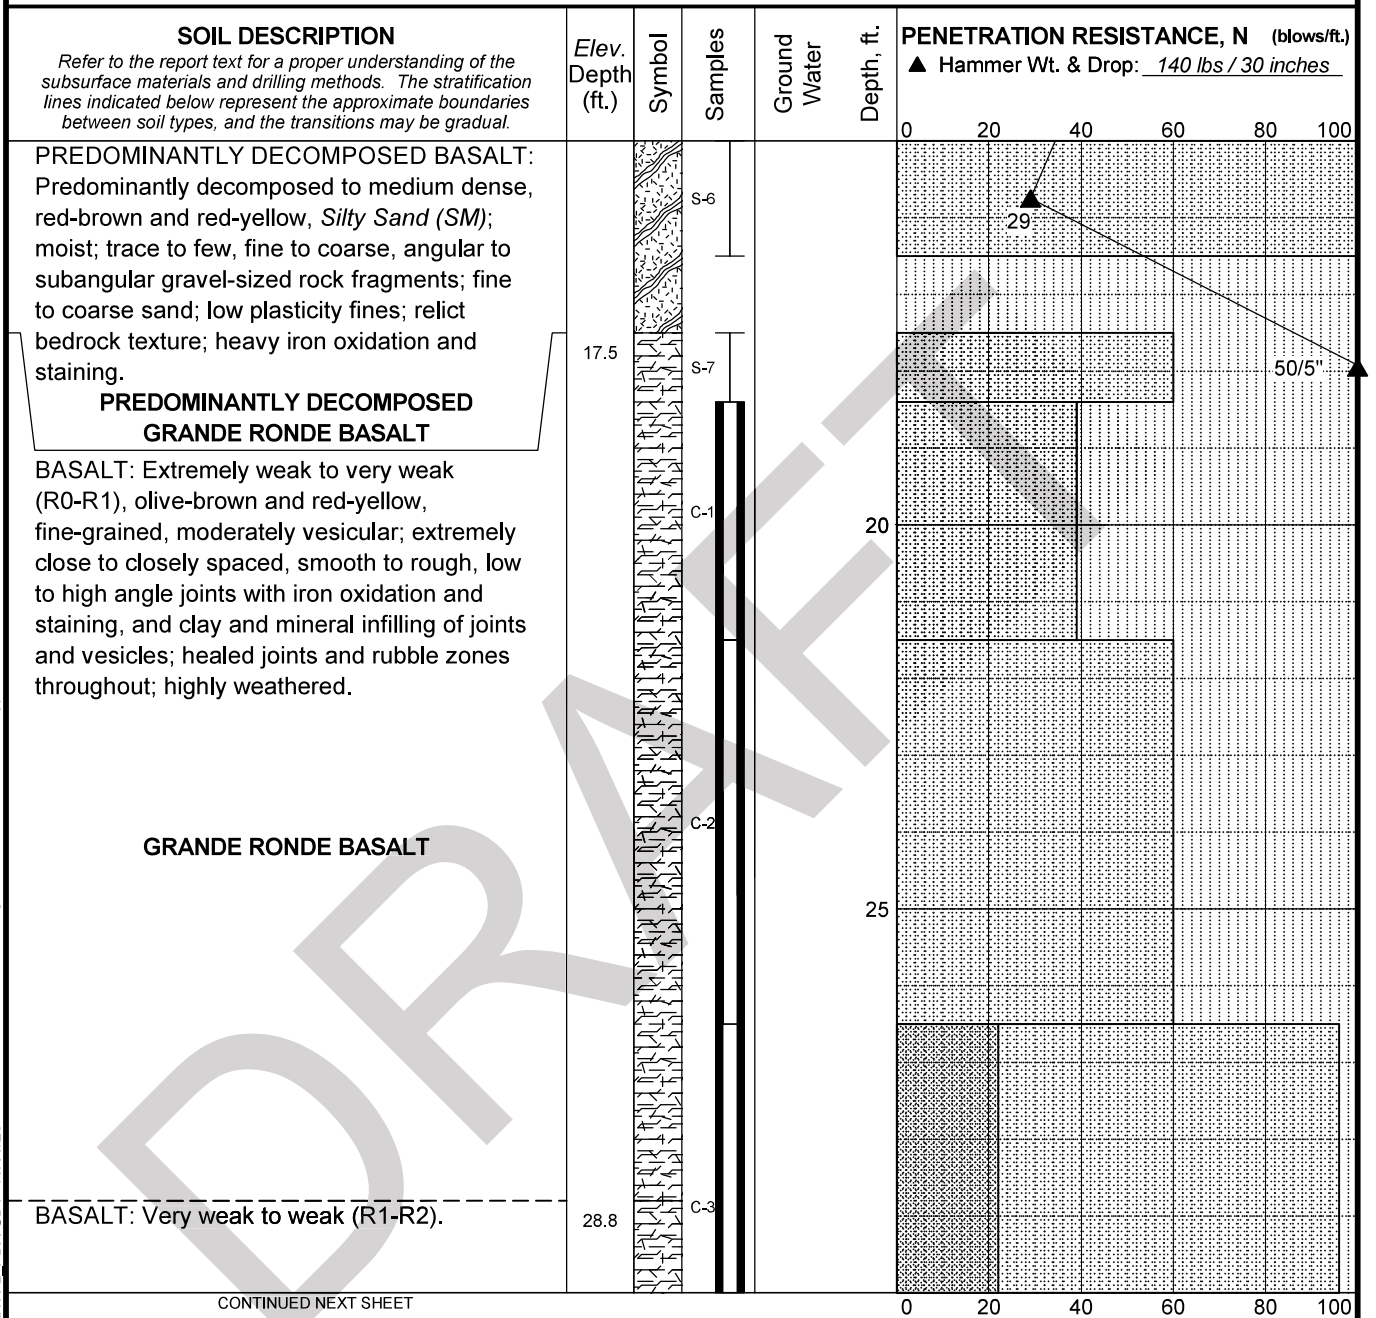 SOIL DESCRIPTION
Refer to the report text for a proper understanding of the
subsurface materials and drilling methods. The stratification
lines indicated below represent the approximate boundaries
between soil types, and the transitions may be gradual.
Elev.
Depth
(ft.)
Symbol
Samples
Ground
Water
Depth, ft.
PENETRATION RESISTANCE, N (blows/ft.)
▲ Hammer Wt. & Drop: 140 lbs / 30 inches
0 20 40 60 80 100
PREDOMINANTLY DECOMPOSED BASALT:
Predominantly decomposed to medium dense,
red-brown and red-yellow, Silty Sand (SM);
moist; trace to few, fine to coarse, angular to
subangular gravel-sized rock fragments; fine
to coarse sand; low plasticity fines; relict
bedrock texture; heavy iron oxidation and
staining.
PREDOMINANTLY DECOMPOSED
GRANDE RONDE BASALT
17.5
S-6
29
S-7
50/5"
BASALT: Extremely weak to very weak
(R0-R1), olive-brown and red-yellow,
fine-grained, moderately vesicular; extremely
close to closely spaced, smooth to rough, low
to high angle joints with iron oxidation and
staining, and clay and mineral infilling of joints
and vesicles; healed joints and rubble zones
throughout; highly weathered.
C-1
20
GRANDE RONDE BASALT
C-2
25
BASALT: Very weak to weak (R1-R2).
28.8
C-3
CONTINUED NEXT SHEET
0 20 40 60 80 100
DRAFT